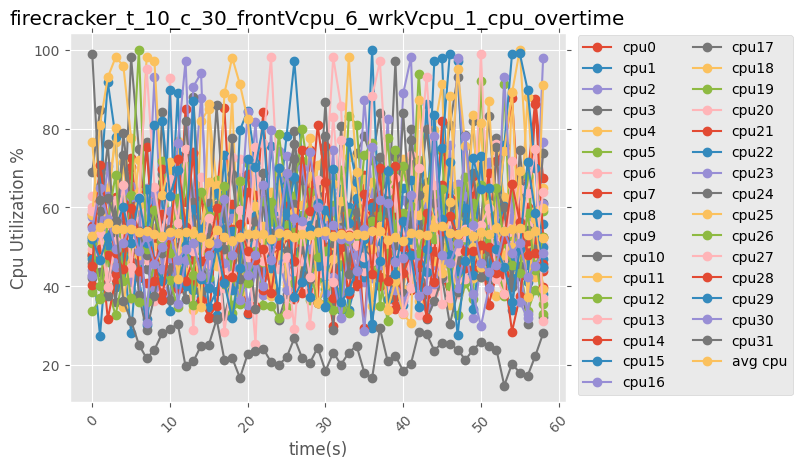 firecracker_t_10_c_30_frontVcpu_6_wrkVcpu_1_cpu_overtime
Cpu Utilization %
100
80
60
40
20
0
10
20
30
40
50
60
time(s)
cpu0
cpu1
cpu2
cpu3
cpu4
cpu5
cpu6
cpu7
cpu8
cpu9
cpu10
cpu11
cpu12
cpu13
cpu14
cpu15
cpu16
cpu17
cpu18
cpu19
cpu20
cpu21
cpu22
cpu23
cpu24
cpu25
cpu26
cpu27
cpu28
cpu29
cpu30
cpu31
avg cpu